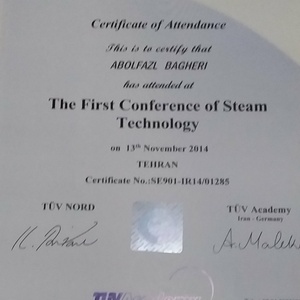 Certificate of Attendance
This is to certify that
ABOLFAZL BAGHERI
has attended at
The First Conference of Steam
Technology
on 13th November 2014
TEHRAN
Certificate No.:SE901-IR14/01285
TÜV NORD
TÜV Academy
Iran - Germany